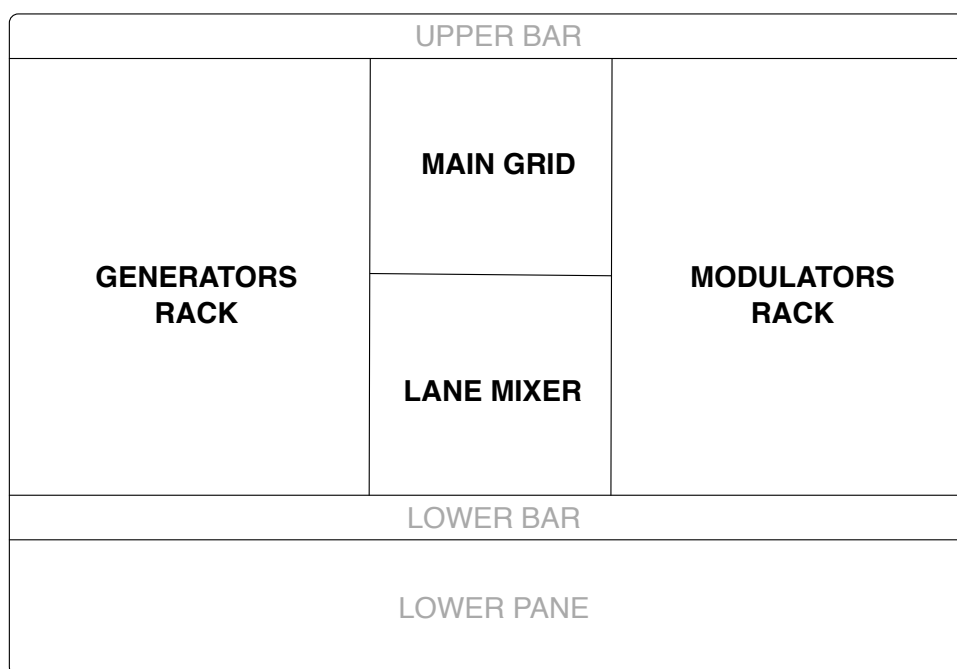 UPPER BAR
MAIN GRID
GENERATORS
RACK
MODULATORS
RACK
LANE MIXER
LOWER BAR
LOWER PANE